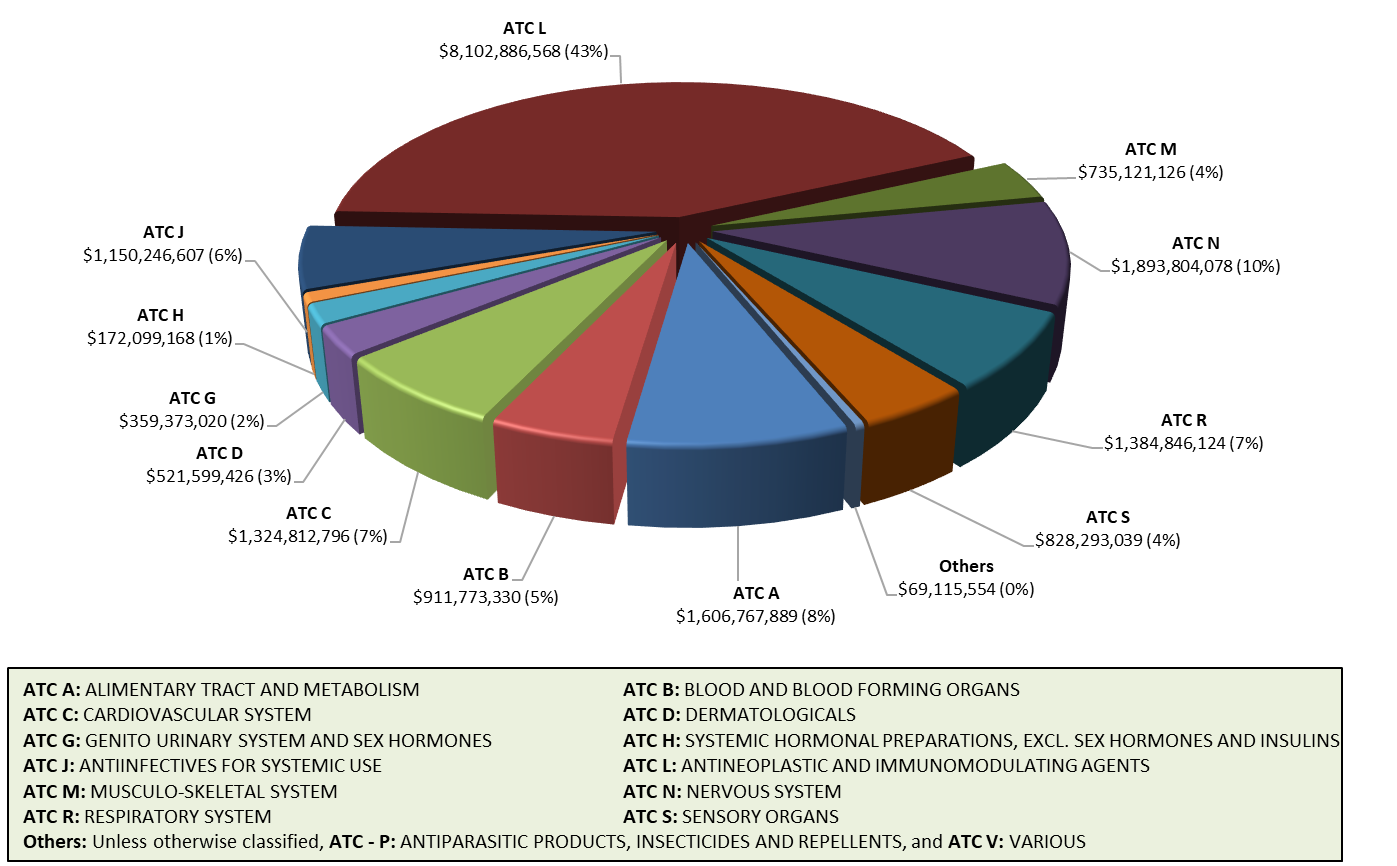 ATC L
$8,102,886,568 (43%)
ATC M
$735,121,126 (4%)
ATC N
$1,893,804,078 (10%)
ATC R
$1,384,846,124 (7%)
ATC S
$828,293,039 (4%)
Others
$69,115,554 (0%)
ATC A
$1,606,767,889 (8%)
ATC B
$911,773,330 (5%)
ATC C
$1,324,812,796 (7%)
ATC D
$521,599,426 (3%)
ATC G
$359,373,020 (2%)
ATC H
$172,099,168 (1%)
ATC J
$1,150,246,607 (6%)
ATC A: ALIMENTARY TRACT AND METABOLISM
ATC B: BLOOD AND BLOOD FORMING ORGANS
ATC C: CARDIOVASCULAR SYSTEM
ATC D: DERMATOLOGICALS
ATC G: GENITO URINARY SYSTEM AND SEX HORMONES
ATC H: SYSTEMIC HORMONAL PREPARATIONS, EXCL. SEX HORMONES AND INSULINS
ATC J: ANTIINFECTIVES FOR SYSTEMIC USE
ATC L: ANTINEOPLASTIC AND IMMUNOMODULATING AGENTS
ATC M: MUSCULO-SKELETAL SYSTEM
ATC N: NERVOUS SYSTEM
ATC R: RESPIRATORY SYSTEM
ATC S: SENSORY ORGANS
Others: Unless otherwise classified, ATC - P: ANTIPARASITIC PRODUCTS, INSECTICIDES AND REPELLENTS, and ATC V: VARIOUS